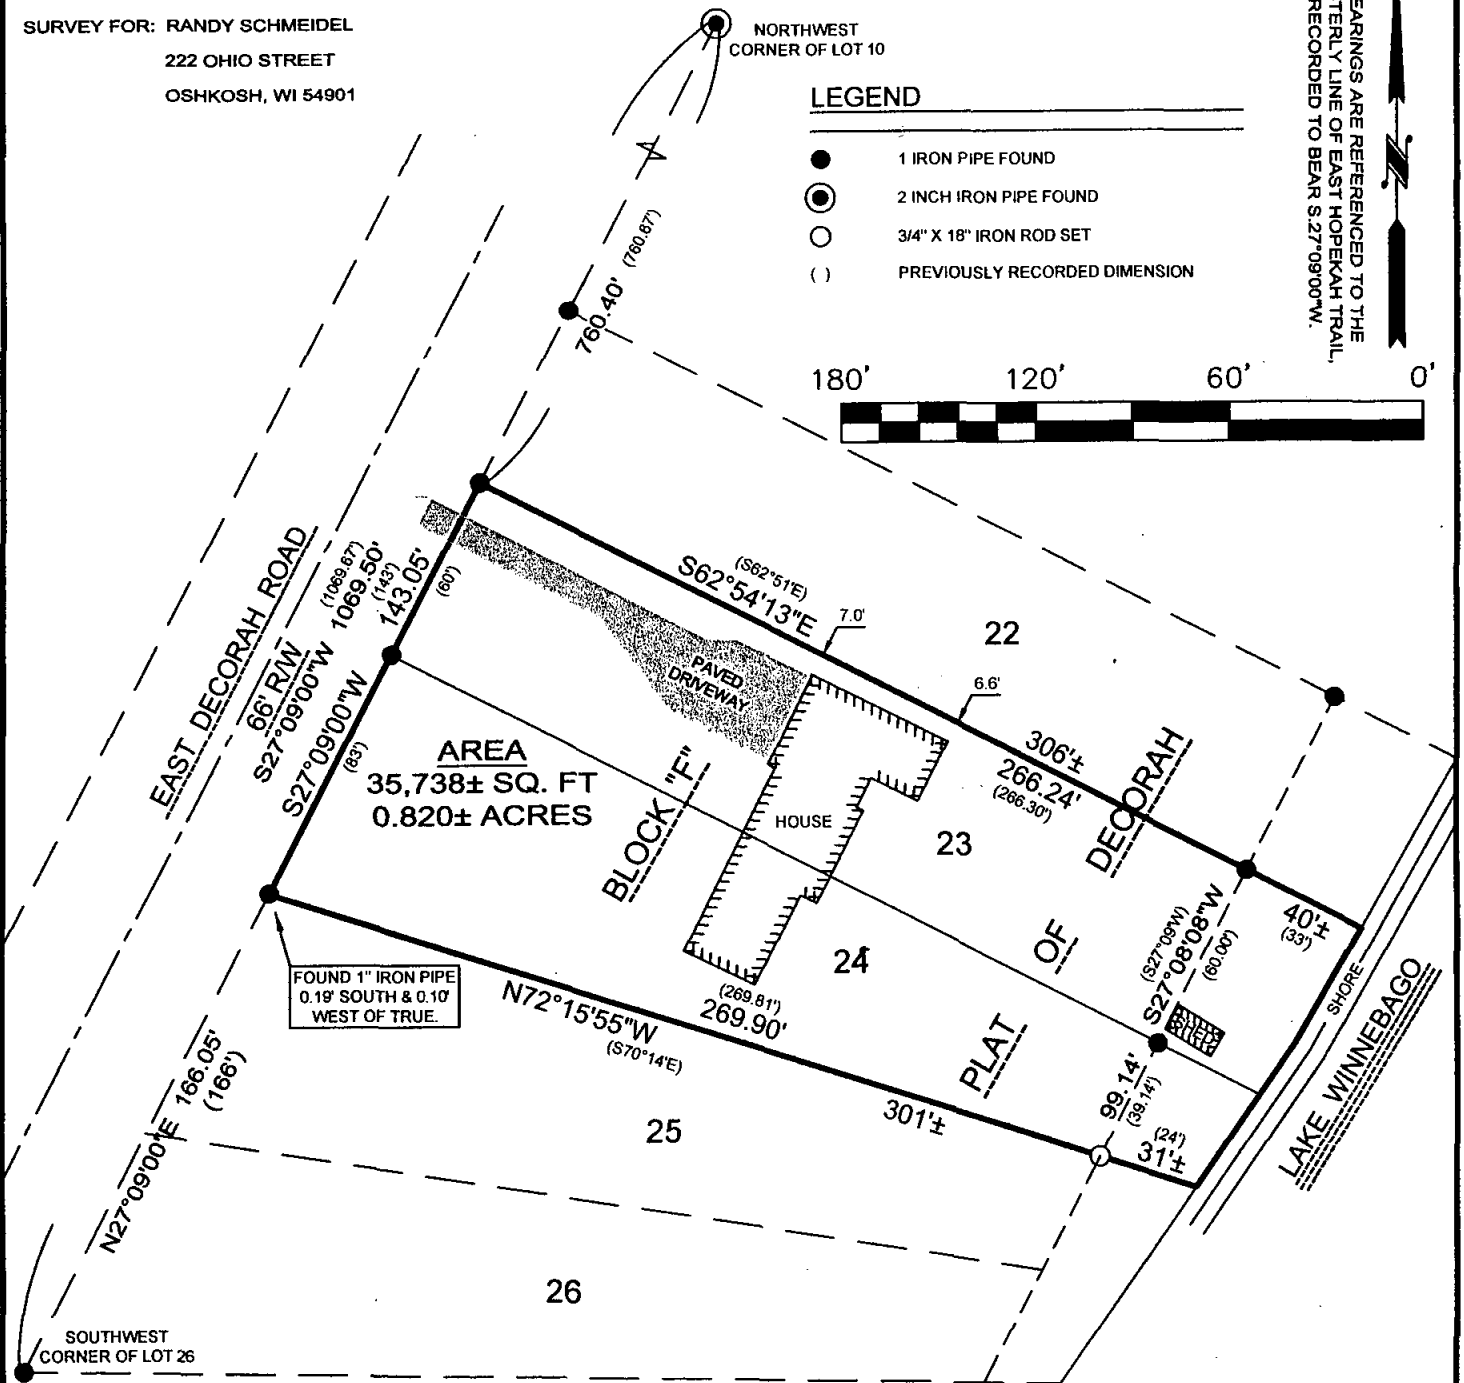 SURVEY FOR: RANDY SCHMEIDEL
222 OHIO STREET
OSHKOSH, WI 54901
NORTHWEST
CORNER OF LOT 10
LEGEND
1 IRON PIPE FOUND
2 INCH IRON PIPE FOUND
3/4" X 18" IRON ROD SET
( ) PREVIOUSLY RECORDED DIMENSION
EARINGS ARE REFERENCED TO THE
TERLY LINE OF EAST HOPEKAH TRAIL,
RECORDED TO BEAR S.27°09'00"W.
N
180' 120' 60' 0'
760.40' (760.87')
EAST DECORAH ROAD
66' R/W
(1069.67')
S27°09'00"W 1069.50'
(143')
S27°09'00"W 143.05'
(60')
(83')
(S62°51'E)
S62°54'13"E
7.0'
6.6'
306'±
266.24'
(266.30')
22
PAVED
DRIVEWAY
AREA
35,738± SQ. FT
0.820± ACRES
BLOCK "F"
HOUSE
23
24
PLAT
OF
DECORAH
40'±
(33')
(S27°09'W)
S27°08'08"W
(60.00')
SHED
99.14'
(39.14')
(24')
31'±
SHORE
LAKE WINNEBAGO
FOUND 1" IRON PIPE
0.19' SOUTH & 0.10'
WEST OF TRUE.
N72°15'55"W
(S70°14'E)
(269.81')
269.90'
301'±
N27°09'00"E 166.05'
(166')
25
26
SOUTHWEST
CORNER OF LOT 26